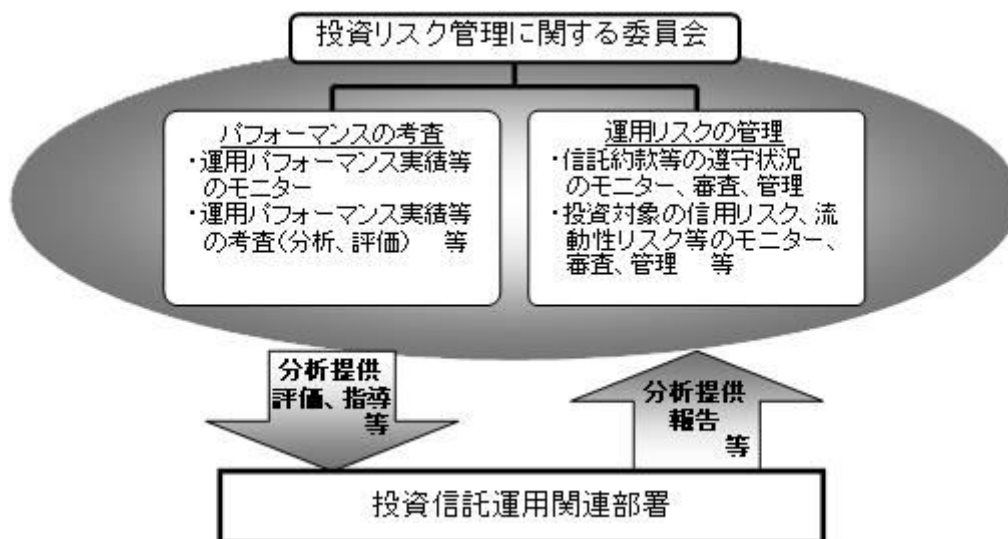 投資リスク管理に関する委員会
パフォーマンスの考査
・運用パフォーマンス実績等
のモニター
・運用パフォーマンス実績等
の考査(分析、評価) 等
運用リスクの管理
・信託約款等の遵守状況
のモニター、審査、管理
・投資対象の信用リスク、流
動性リスク等のモニター、
審査、管理 等
分析提供
評価、指導
等
分析提供
報告
等
投資信託運用関連部署